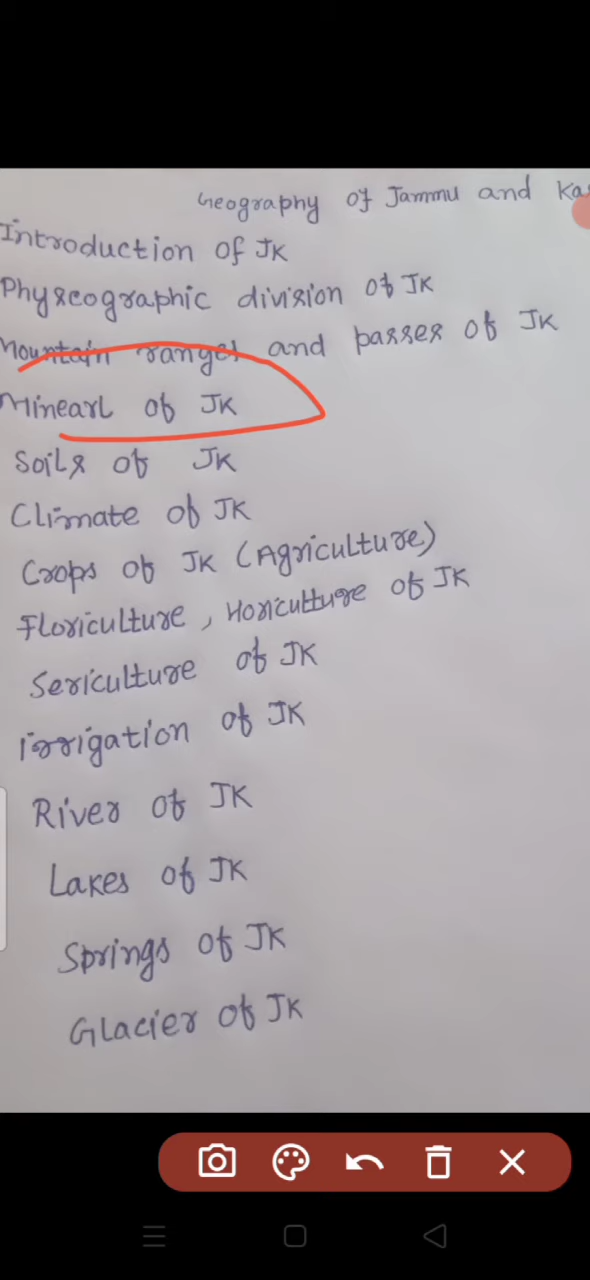 Geography of Jammu and Ka
Introduction of JK
Physeographic division of JK
Mountain ranges and passes of JK
Minearl of JK
Soils of JK
Climate of JK
Crops of JK (Agriculture)
Floriculture, Horiculture of JK
Sericulture of JK
irrigation of JK
River of JK
Lakes of JK
Springs of JK
Glacier of JK